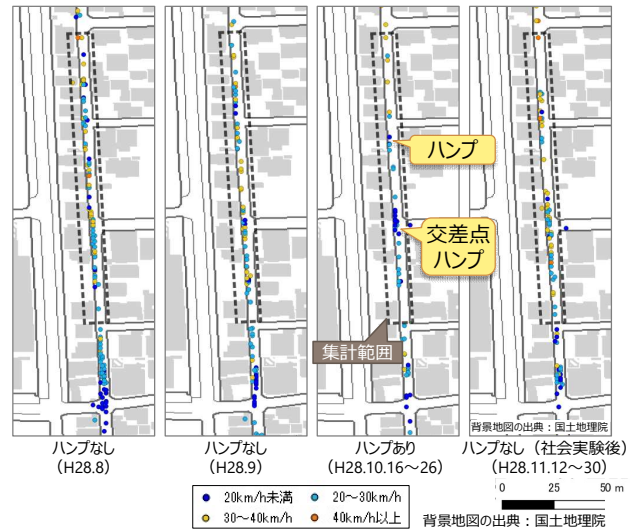 ハンプ
交差点
ハンプ
集計範囲
背景地図の出典：国土地理院
ハンプなし
（H28.8）
ハンプなし
（H28.9）
ハンプあり
（H28.10.16～26）
ハンプなし（社会実験後）
（H28.11.12～30）
20km/h未満
20～30km/h
30～40km/h
40km/h以上
0 25 50 m
背景地図の出典：国土地理院